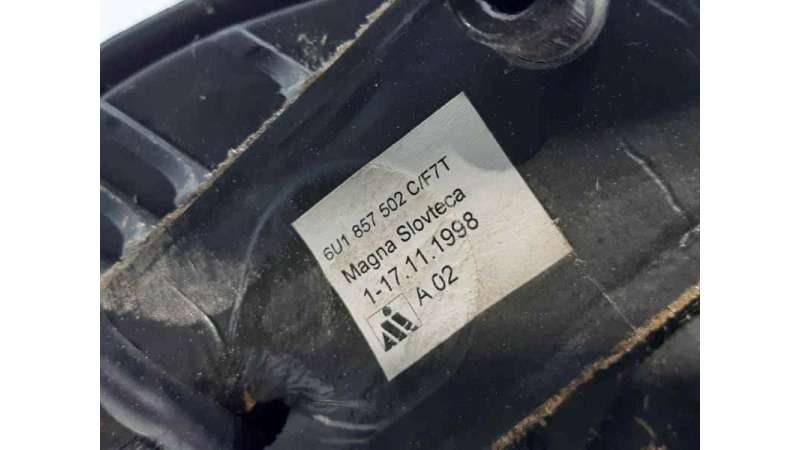 6U1 857 502 C/F7T
Magna Slovteca
1-17.11.1998
A 02